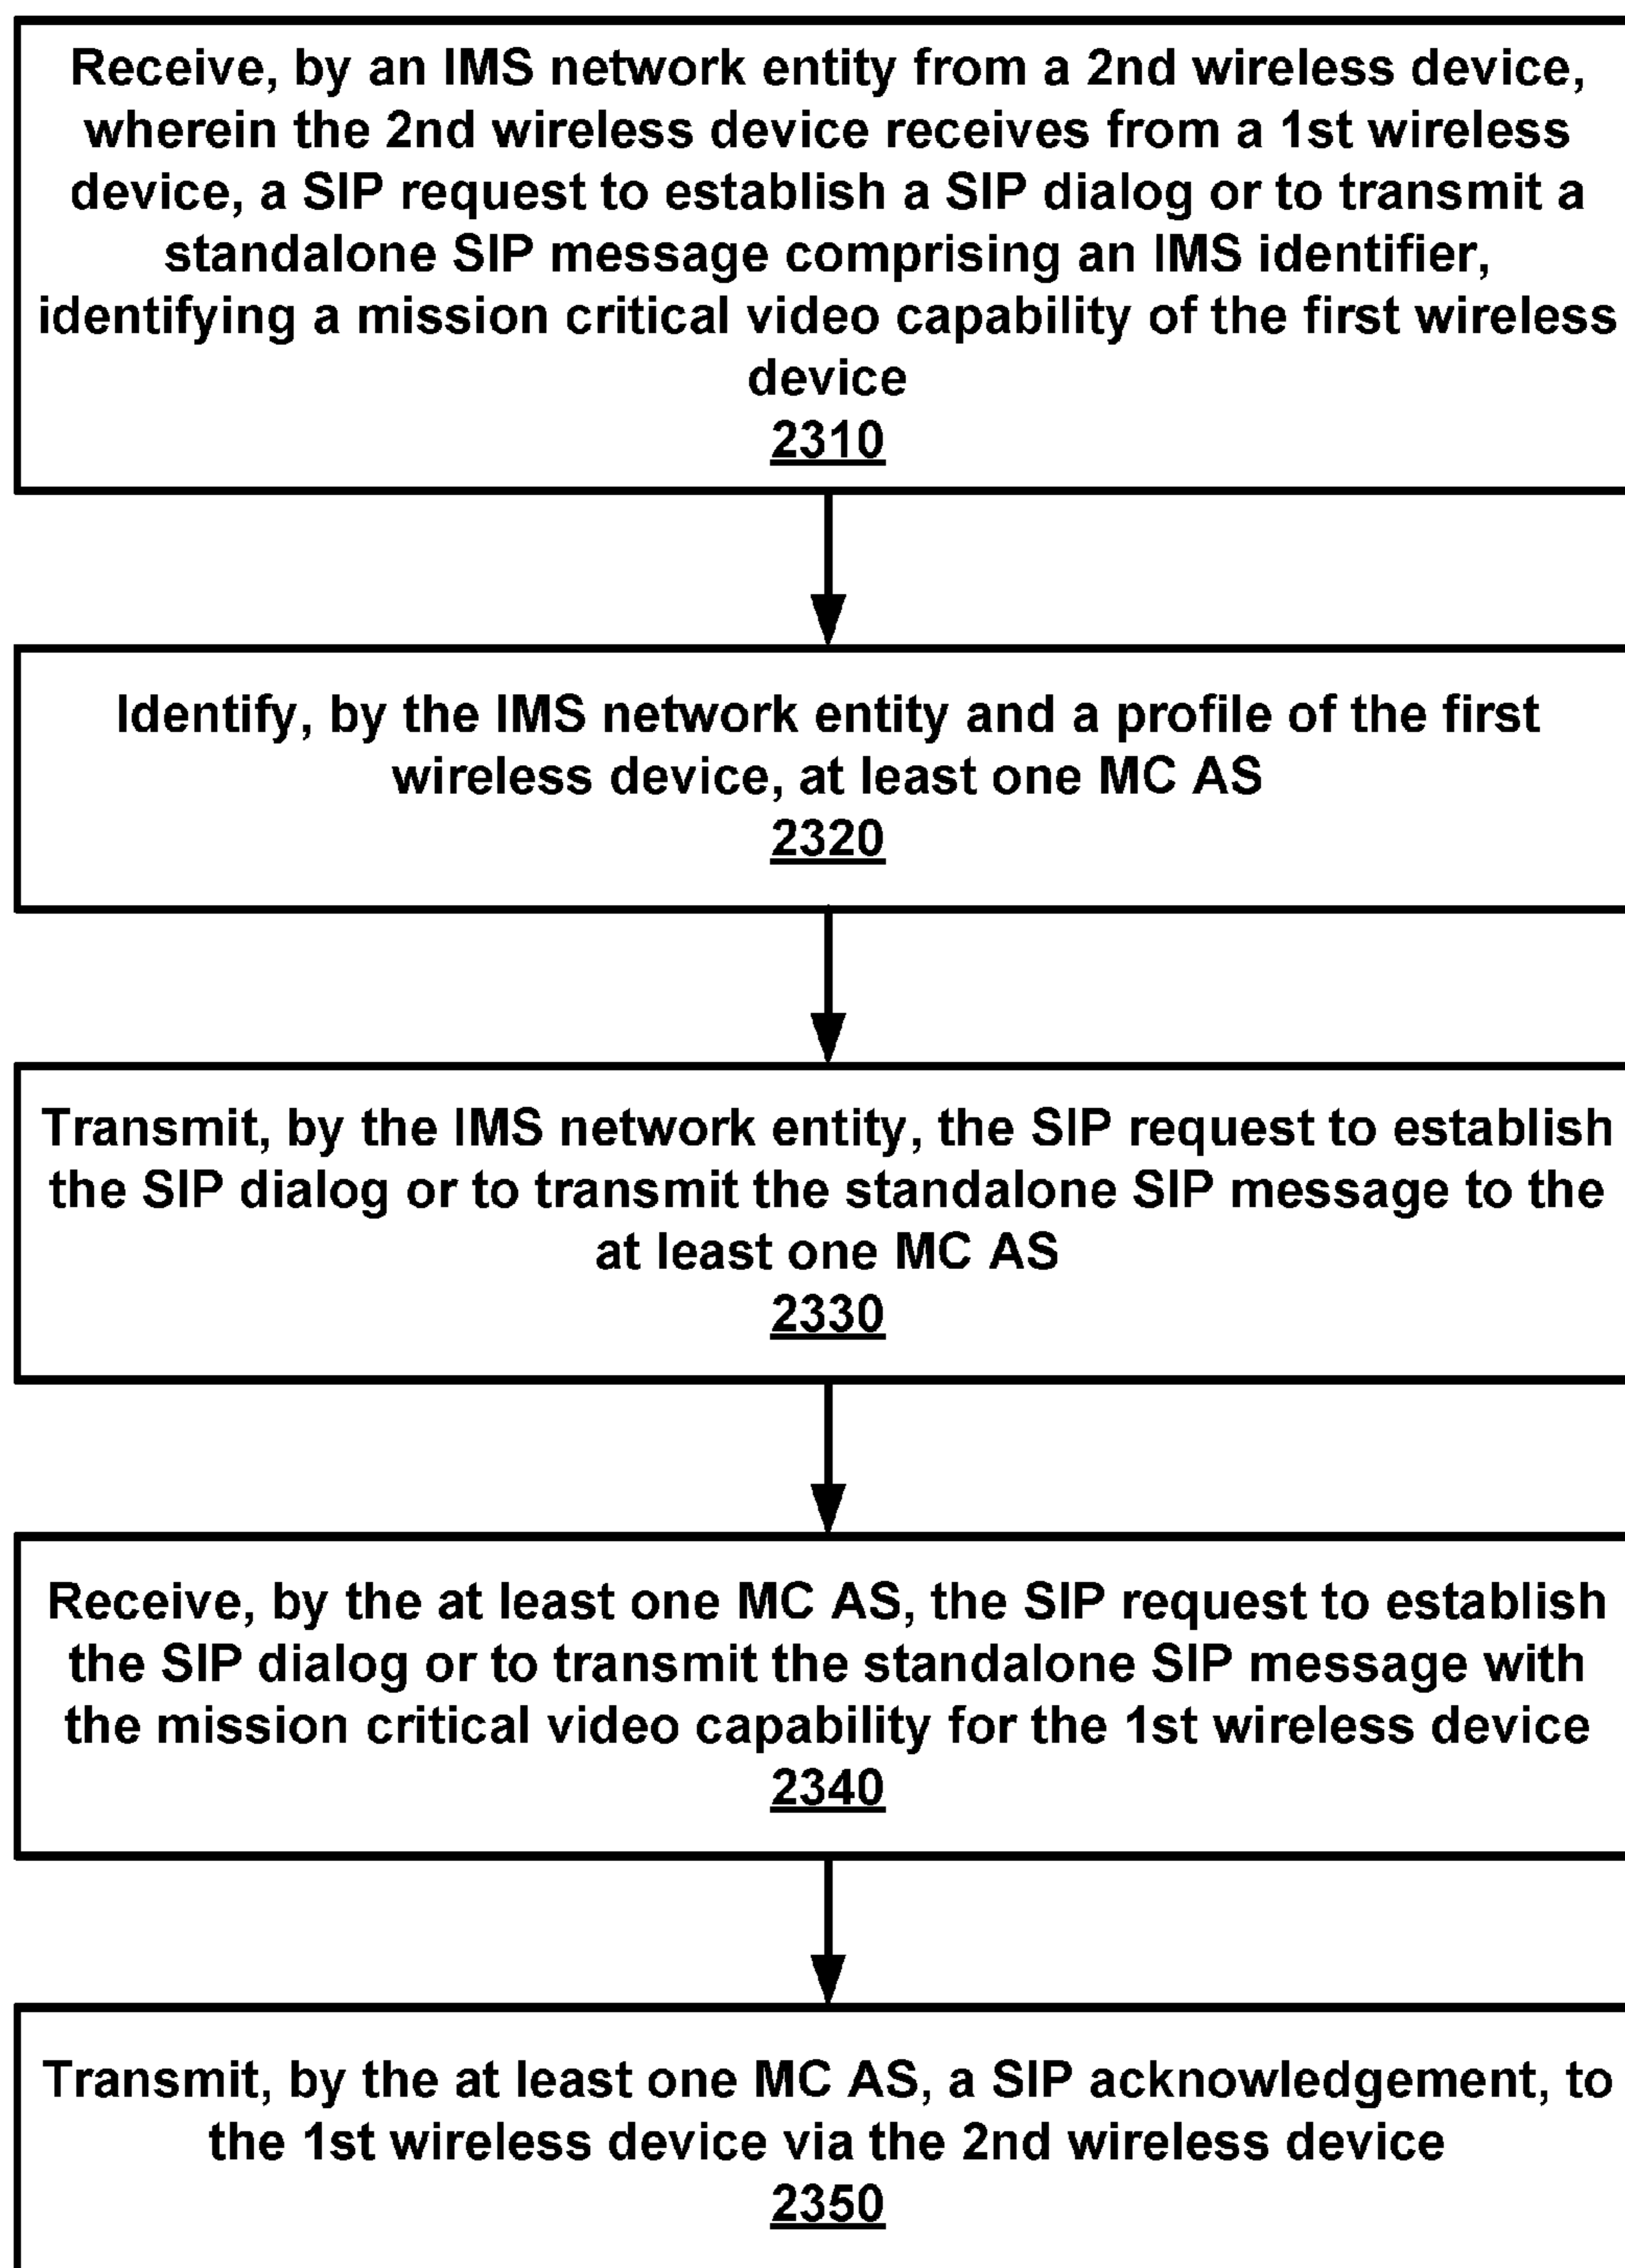 Receive, by an IMS network entity from a 2nd wireless device,
wherein the 2nd wireless device receives from a 1st wireless
device, a SIP request to establish a SIP dialog or to transmit a
standalone SIP message comprising an IMS identifier,
identifying a mission critical video capability of the first wireless
device
2310
Identify, by the IMS network entity and a profile of the first
wireless device, at least one MC AS
2320
Transmit, by the IMS network entity, the SIP request to establish
the SIP dialog or to transmit the standalone SIP message to the
at least one MC AS
2330
Receive, by the at least one MC AS, the SIP request to establish
the SIP dialog or to transmit the standalone SIP message with
the mission critical video capability for the 1st wireless device
2340
Transmit, by the at least one MC AS, a SIP acknowledgement, to
the 1st wireless device via the 2nd wireless device
2350